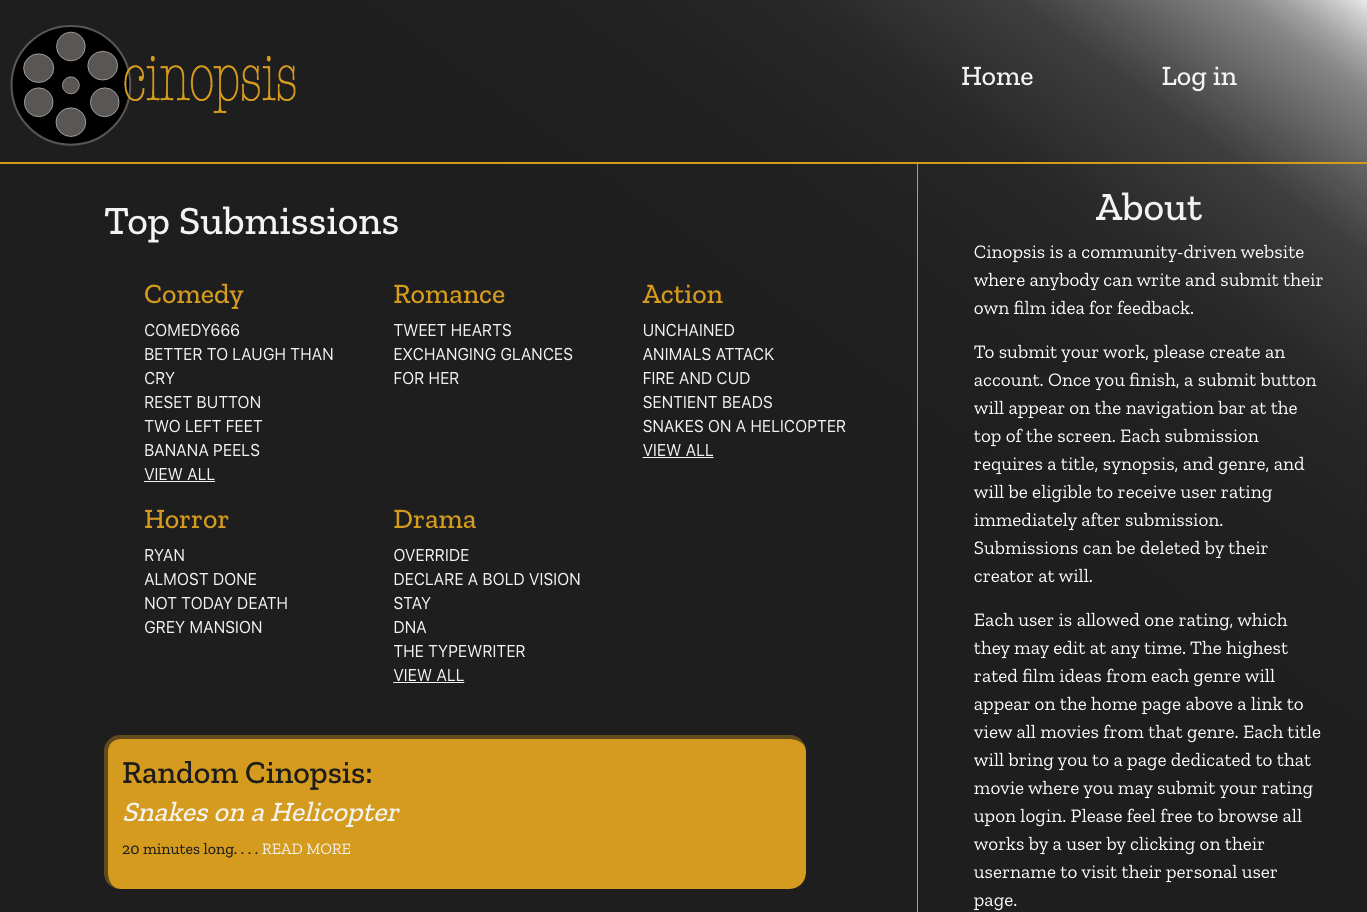 cinopsis
Home
Log in
Top Submissions
Comedy
COMEDY666
BETTER TO LAUGH THAN
CRY
RESET BUTTON
TWO LEFT FEET
BANANA PEELS
VIEW ALL
Romance
TWEET HEARTS
EXCHANGING GLANCES
FOR HER
Action
UNCHAINED
ANIMALS ATTACK
FIRE AND CUD
SENTIENT BEADS
SNAKES ON A HELICOPTER
VIEW ALL
Horror
RYAN
ALMOST DONE
NOT TODAY DEATH
GREY MANSION
Drama
OVERRIDE
DECLARE A BOLD VISION
STAY
DNA
THE TYPEWRITER
VIEW ALL
Random Cinopsis:
Snakes on a Helicopter
20 minutes long. . . . READ MORE
About
Cinopsis is a community-driven website
where anybody can write and submit their
own film idea for feedback.
To submit your work, please create an
account. Once you finish, a submit button
will appear on the navigation bar at the
top of the screen. Each submission
requires a title, synopsis, and genre, and
will be eligible to receive user rating
immediately after submission.
Submissions can be deleted by their
creator at will.
Each user is allowed one rating, which
they may edit at any time. The highest
rated film ideas from each genre will
appear on the home page above a link to
view all movies from that genre. Each title
will bring you to a page dedicated to that
movie where you may submit your rating
upon login. Please feel free to browse all
works by a user by clicking on their
username to visit their personal user
page.